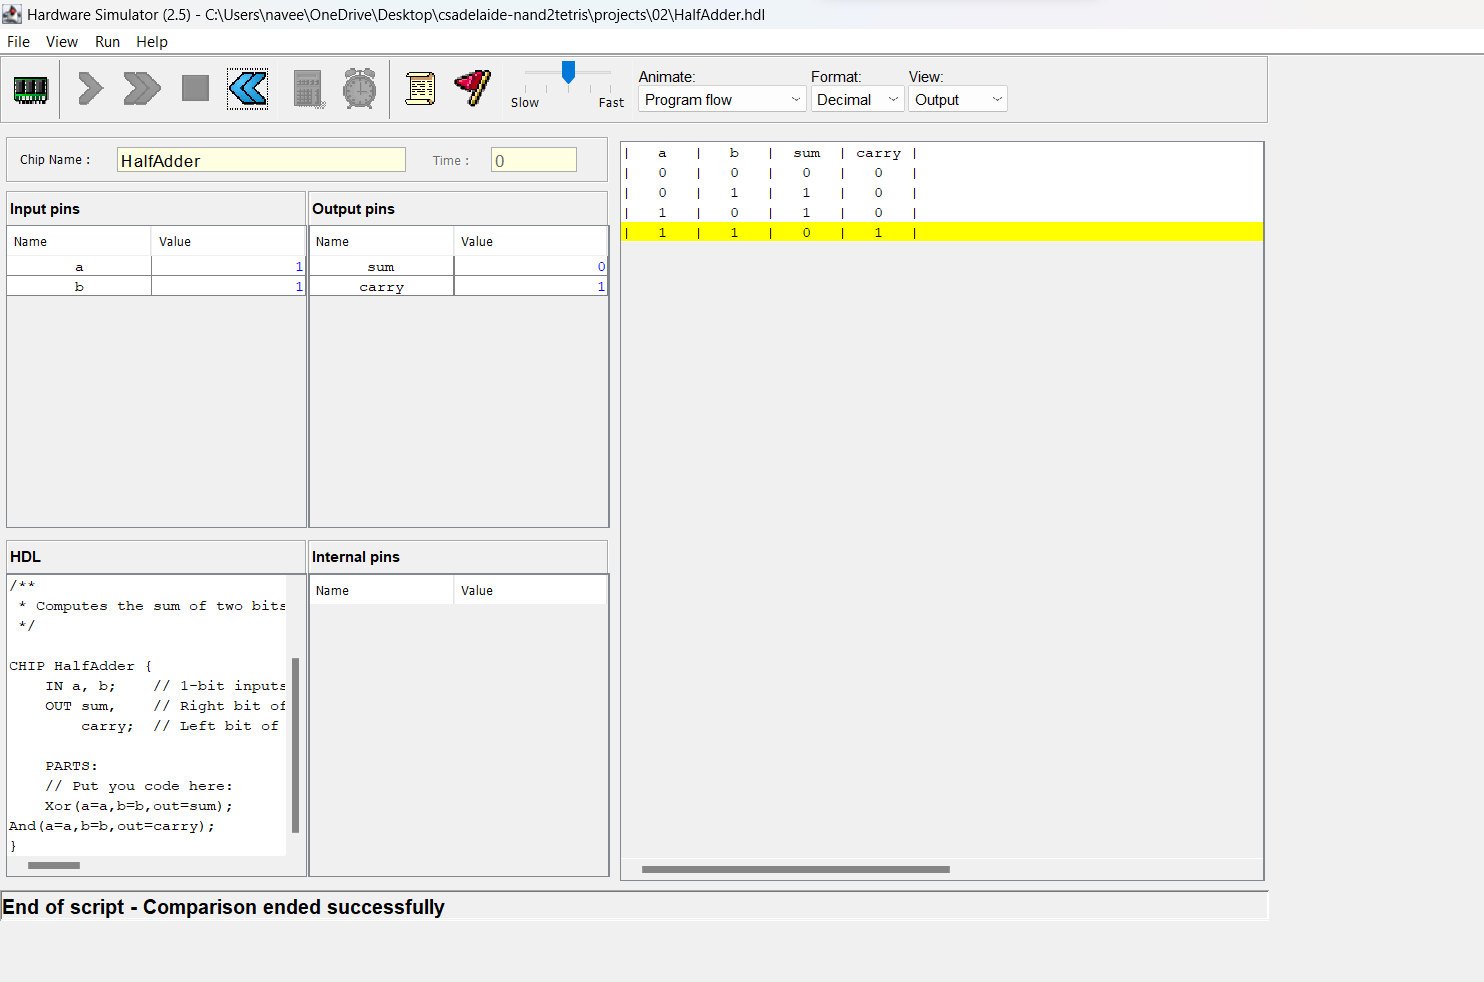 Hardware Simulator (2.5) - C:\Users\navee\OneDrive\Desktop\csadelaide-nand2tetris\projects\02\HalfAdder.hdl
File View Run Help
Slow Fast
Animate: Format: View:
Program flow Decimal Output
Chip Name : HalfAdder Time : 0
Input pins
Name Value
a 1
b 1
Output pins
Name Value
sum 0
carry 1
| a | b | sum | carry |
| 0 | 0 | 0 | 0 |
| 0 | 1 | 1 | 0 |
| 1 | 0 | 1 | 0 |
| 1 | 1 | 0 | 1 |
HDL
/**
* Computes the sum of two bits
*/
CHIP HalfAdder {
IN a, b; // 1-bit inputs
OUT sum, // Right bit of
carry; // Left bit of
PARTS:
// Put you code here:
Xor(a=a,b=b,out=sum);
And(a=a,b=b,out=carry);
}
Internal pins
Name Value
End of script - Comparison ended successfully